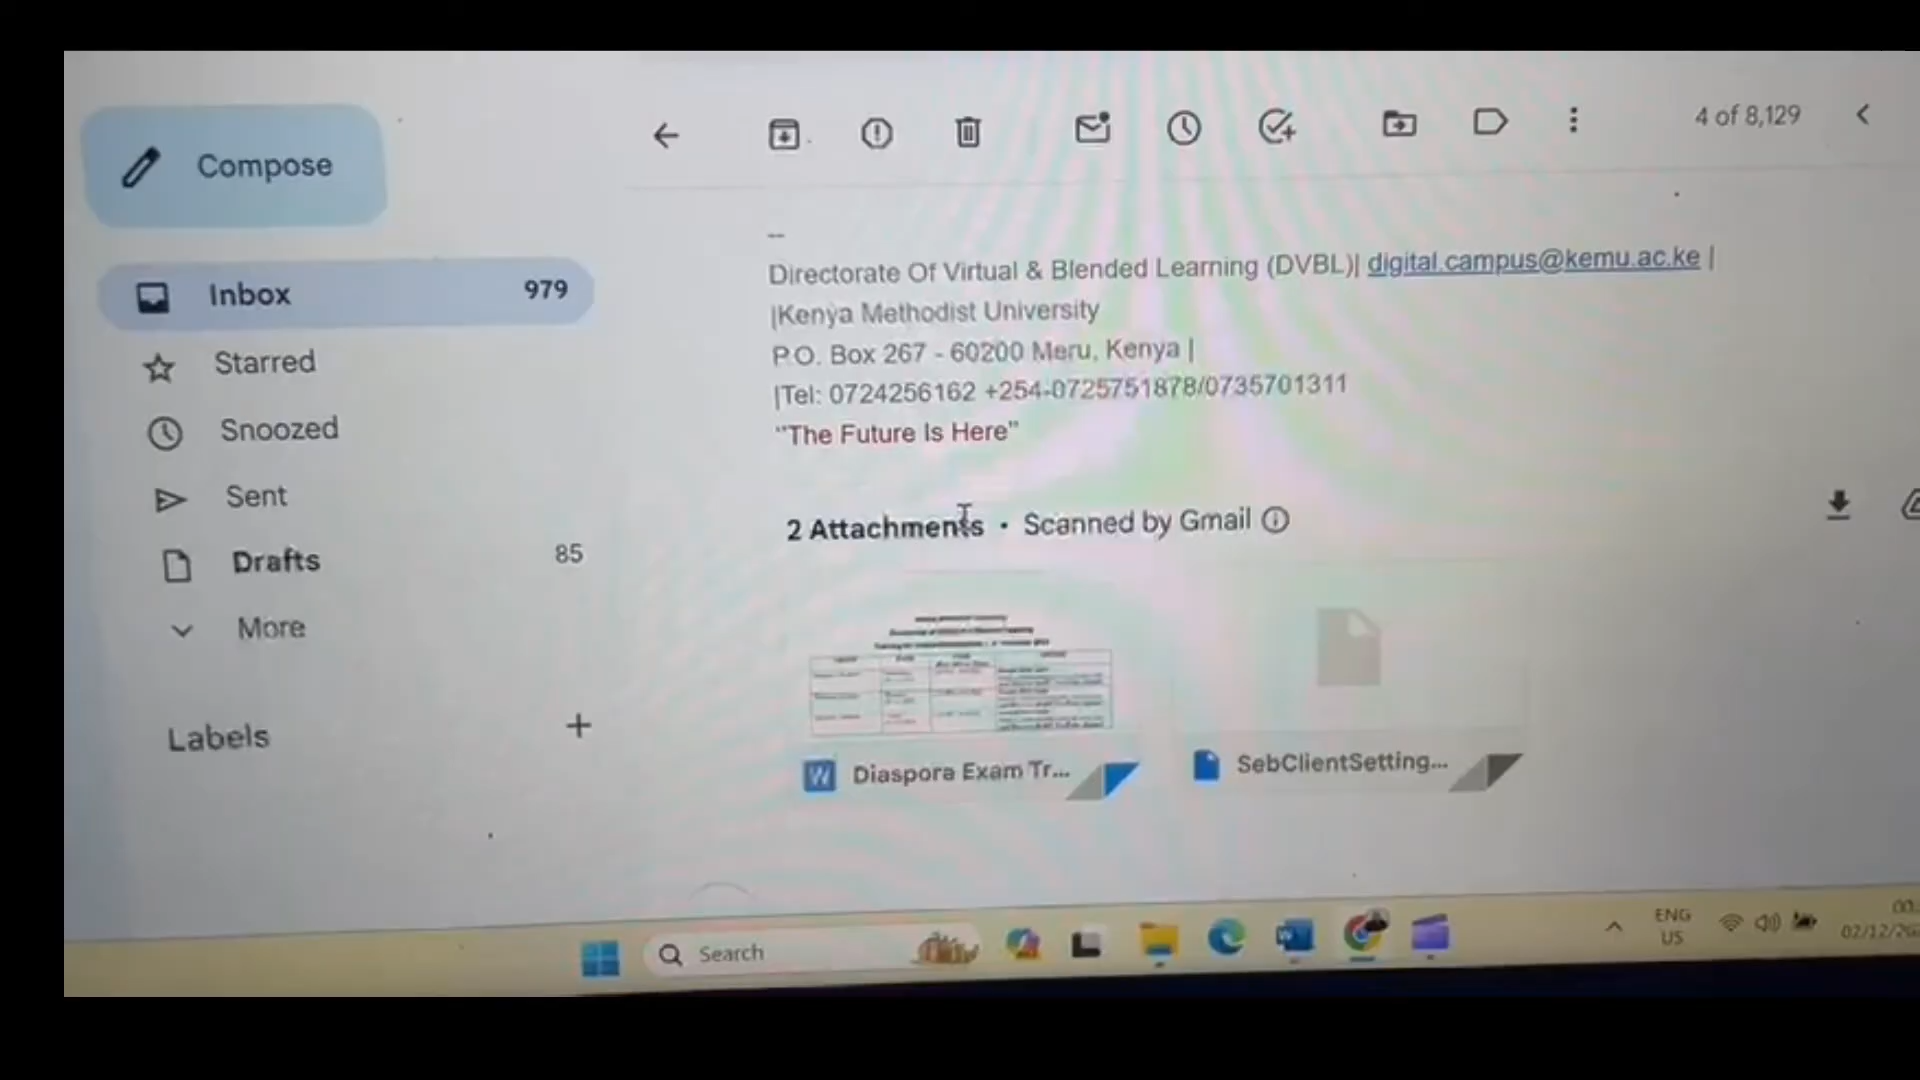 Compose
4 of 8,129
Inbox 979
Starred
Snoozed
Sent
Drafts 85
More
Labels
--
Directorate Of Virtual & Blended Learning (DVBL)| digital.campus@kemu.ac.ke |
|Kenya Methodist University
P.O. Box 267 - 60200 Meru, Kenya |
|Tel: 0724256162 +254-0725751878/0735701311
"The Future Is Here"
2 Attachments • Scanned by Gmail
Diaspora Exam Tr...
SebClientSetting...
Search
ENG
US